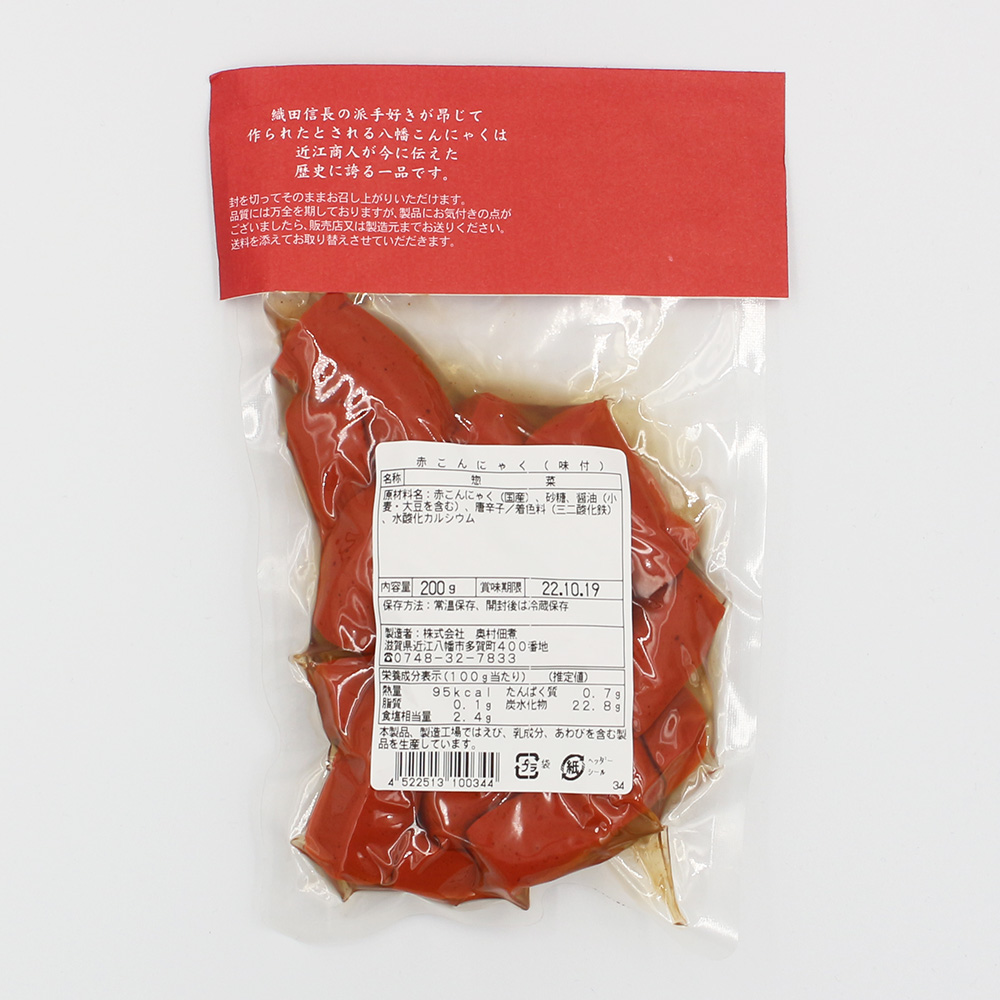 織田信長の派手好きが昂じて
作られたとされる八幡こんにゃくは
近江商人が今に伝えた
歴史に誇る一品です。
封を切ってそのままお召し上がりいただけます。
品質には万全を期しておりますが、製品にお気付きの点が
ございましたら、販売店又は製造元までお送りください。
送料を添えてお取り替えさせていただきます。
赤こんにゃく(味付)
名称 惣菜
原材料名:赤こんにゃく(国産)、砂糖、醤油(小
麦・大豆を含む)、唐辛子/着色料(三二酸化鉄)
、水酸化カルシウム
内容量 200g 賞味期限 22.10.19
保存方法:常温保存、開封後は冷蔵保存
製造者:株式会社 奥村佃煮
滋賀県近江八幡市多賀町400番地
☎0748-32-7833
栄養成分表示(100g当たり) (推定値)
熱量 95kcal たんぱく質 0.7g
脂質 0.1g 炭水化物 22.8g
食塩相当量 2.4g
本製品、製造工場ではえび、乳成分、あわびを含む製
品を生産しています。
4 522513 100344
プラ 袋 紙 ヘッダー
シール
34